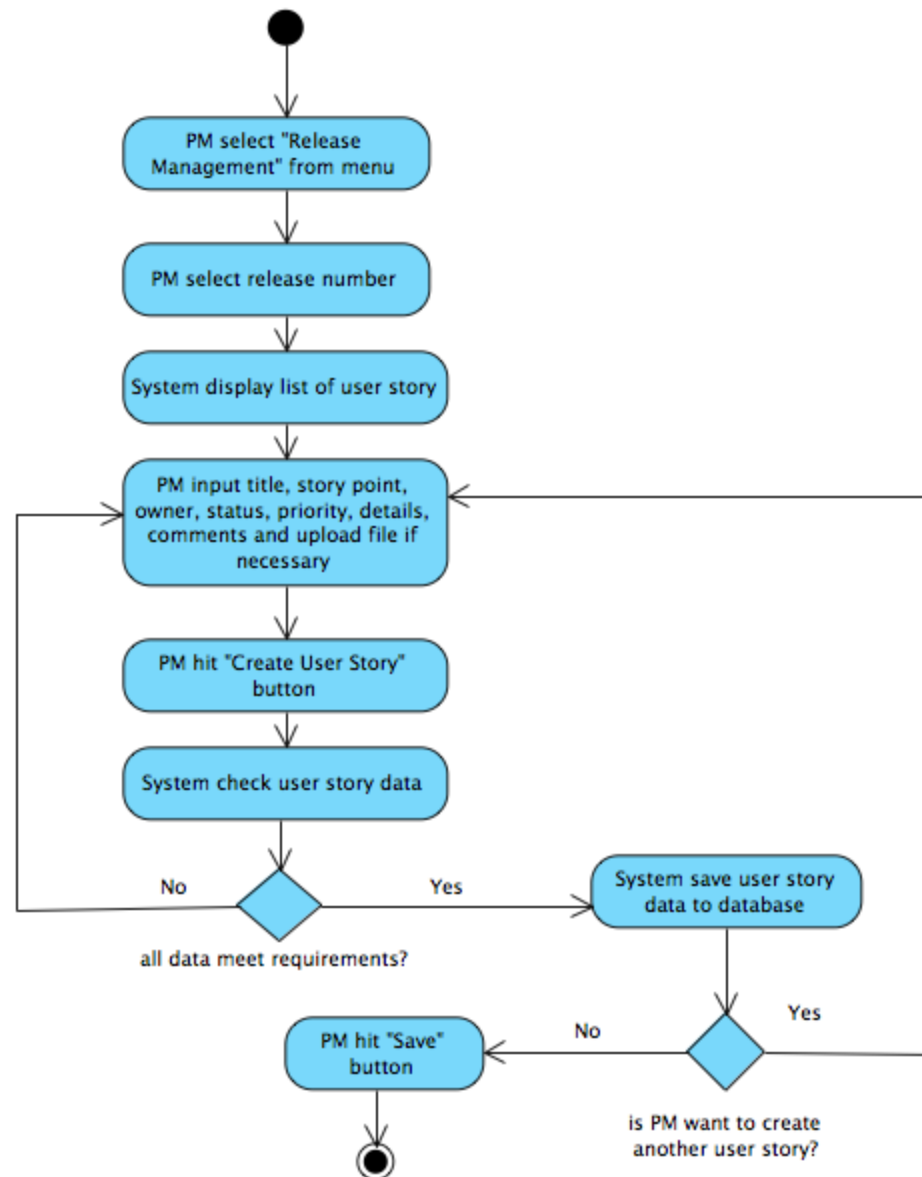 PM select "Release
Management" from menu
PM select release number
System display list of user story
PM input title, story point,
owner, status, priority, details,
comments and upload file if
necessary
PM hit "Create User Story"
button
System check user story data
No
Yes
all data meet requirements?
System save user story
data to database
Yes
No
PM hit "Save"
button
is PM want to create
another user story?